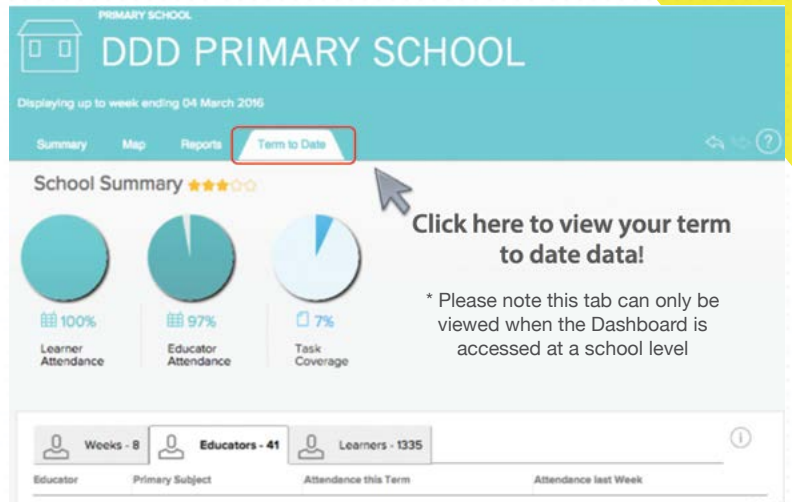 PRIMARY SCHOOL
DDD PRIMARY SCHOOL
Displaying up to week ending 04 March 2016
Summary Map Reports Term to Date
?
School Summary
Click here to view your term
to date data!
* Please note this tab can only be
viewed when the Dashboard is
accessed at a school level
100% 97% 7%
Learner Educator Task
Attendance Attendance Coverage
Weeks - 8 Educators - 41 Learners - 1335
i
Educator Primary Subject Attendance this Term Attendance last Week